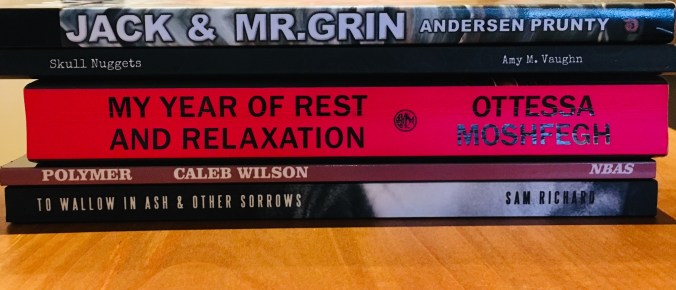 JACK & MR.GRIN ANDERSEN PRUNTY
Skull Nuggets Amy M. Vaughn
MY YEAR OF REST OTTESSA
AND RELAXATION MOSHFEGH
POLYMER CALEB WILSON NBAS
TO WALLOW IN ASH & OTHER SORROWS SAM RICHARD